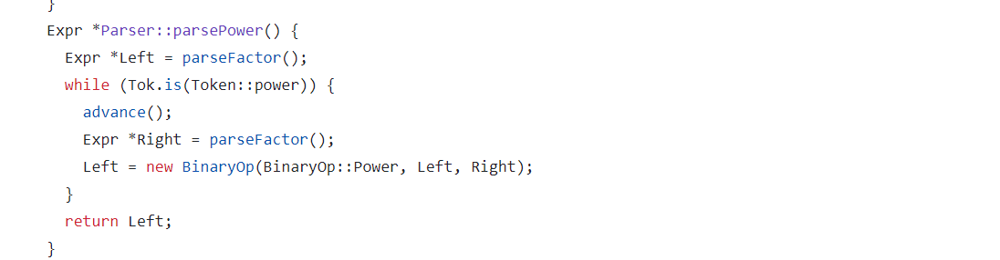 }
Expr *Parser::parsePower() {
  Expr *Left = parseFactor();
  while (Tok.is(Token::power)) {
    advance();
    Expr *Right = parseFactor();
    Left = new BinaryOp(BinaryOp::Power, Left, Right);
  }
  return Left;
}